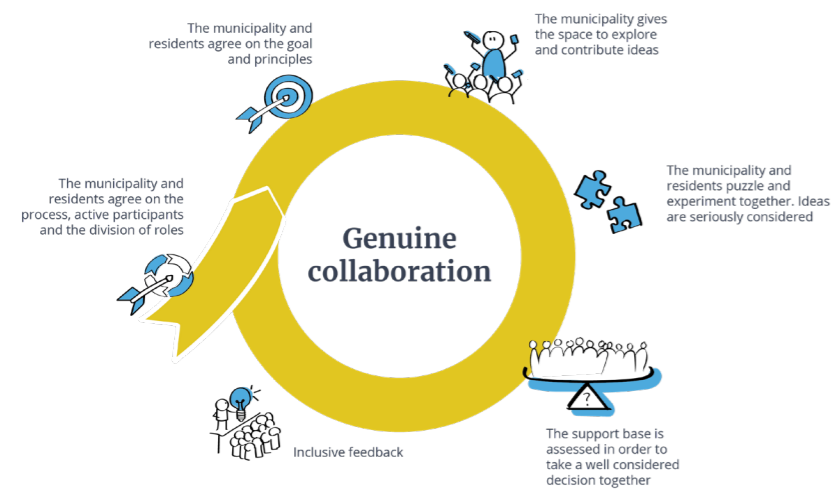 The municipality and
residents agree on the goal
and principles
The municipality gives
the space to explore
and contribute ideas
The municipality and
residents puzzle and
experiment together. Ideas
are seriously considered
The municipality and
residents agree on the
process, active participants
and the division of roles
Genuine
collaboration
?
The support base is
assessed in order to
take a well considered
decision together
Inclusive feedback